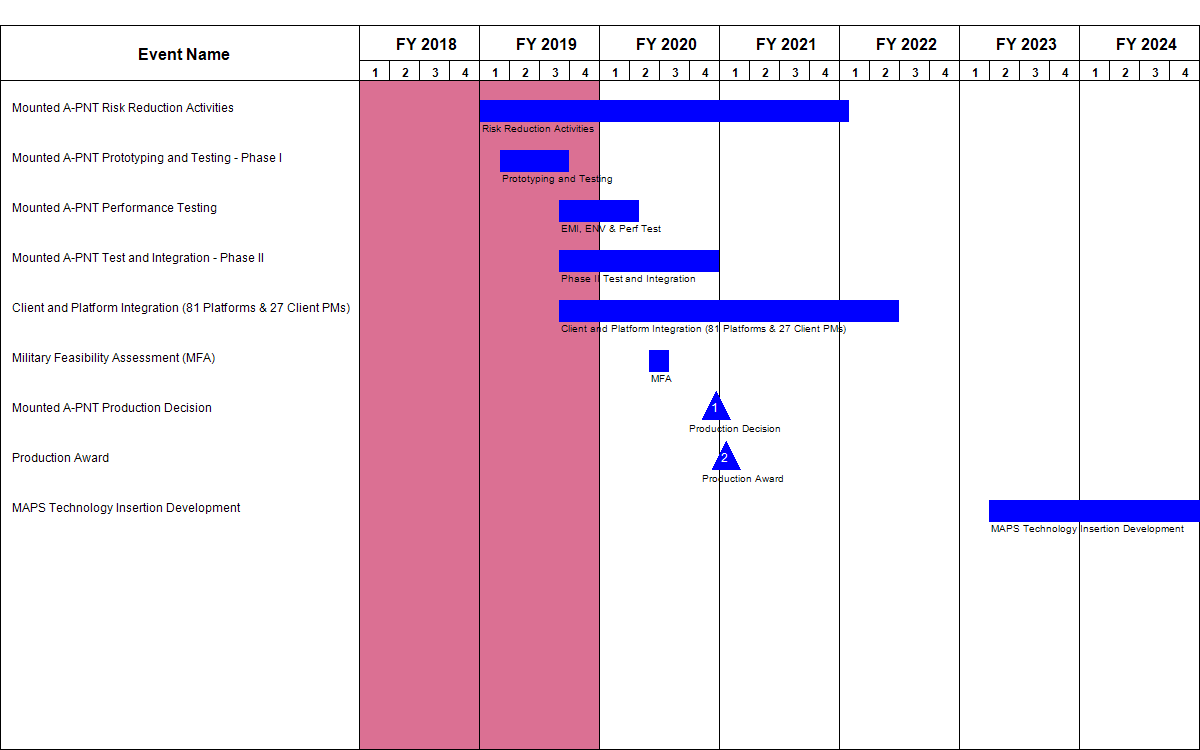 Event Name
FY 2018 FY 2019 FY 2020 FY 2021 FY 2022 FY 2023 FY 2024
1 2 3 4 1 2 3 4 1 2 3 4 1 2 3 4 1 2 3 4 1 2 3 4 1 2 3 4
Mounted A-PNT Risk Reduction Activities
Risk Reduction Activities
Mounted A-PNT Prototyping and Testing - Phase I
Prototyping and Testing
Mounted A-PNT Performance Testing
EMI, ENV & Perf Test
Mounted A-PNT Test and Integration - Phase II
Phase II Test and Integration
Client and Platform Integration (81 Platforms & 27 Client PMs)
Client and Platform Integration (81 Platforms & 27 Client PMs)
Military Feasibility Assessment (MFA)
MFA
Mounted A-PNT Production Decision
1
Production Decision
Production Award
2
Production Award
MAPS Technology Insertion Development
MAPS Technology Insertion Development